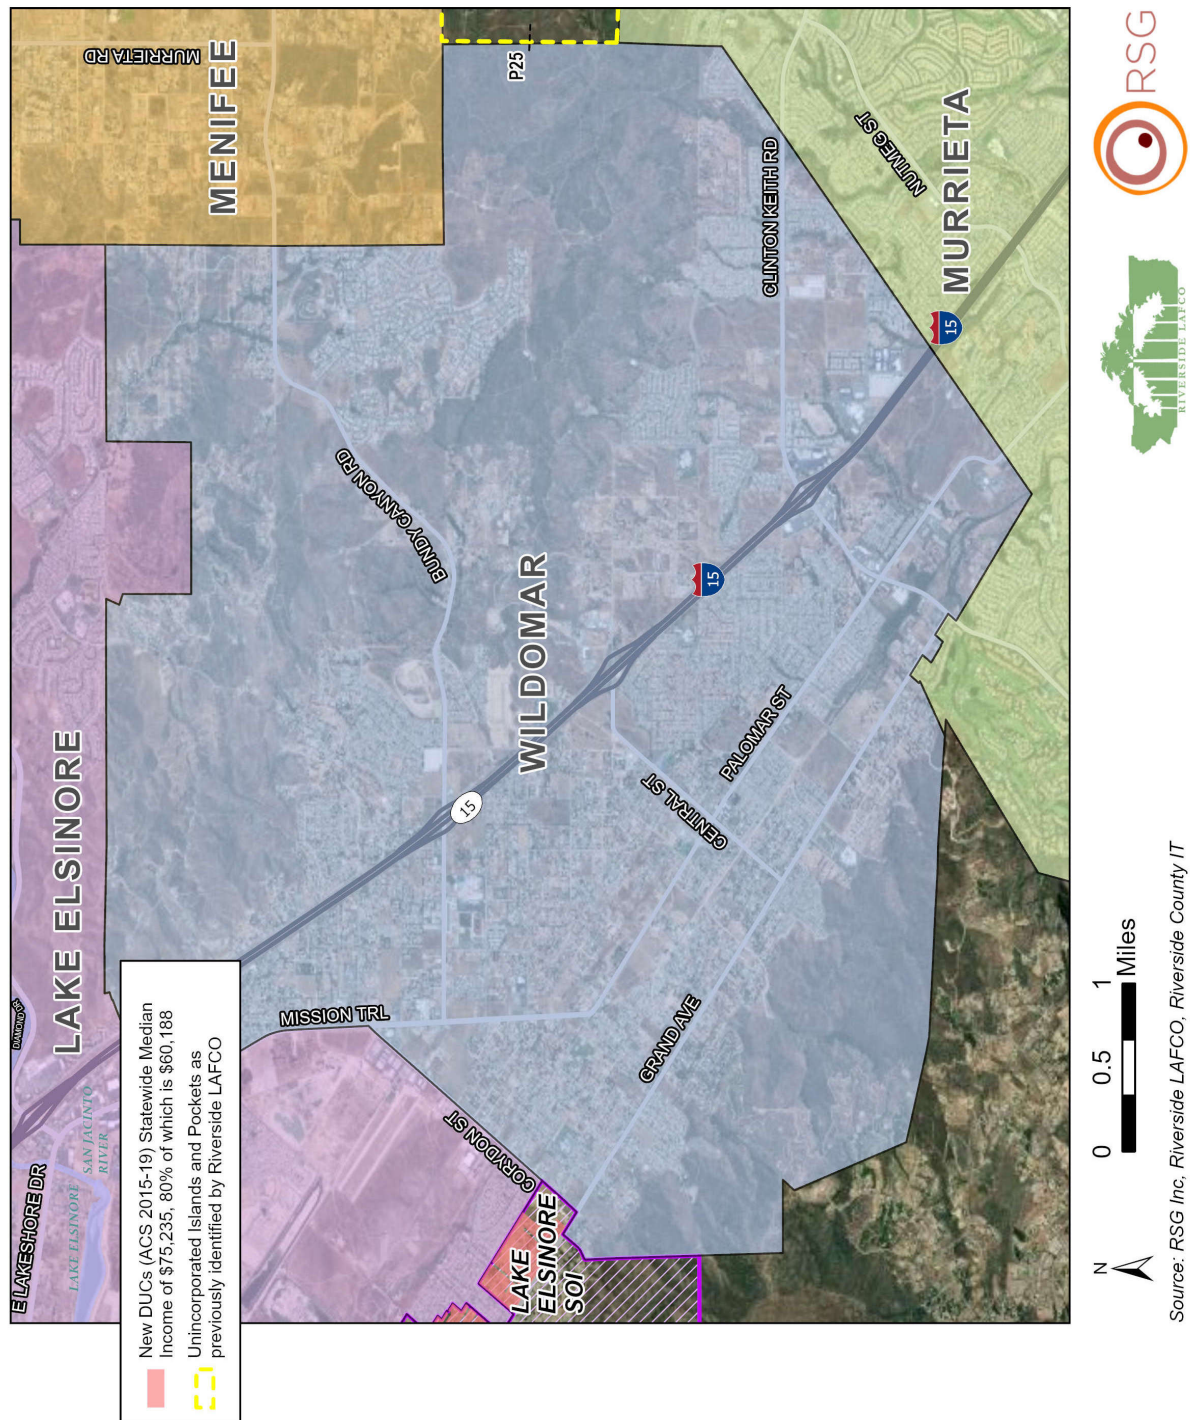 New DUCs (ACS 2015-19) Statewide Median
Income of $75,235, 80% of which is $60,188
Unincorporated Islands and Pockets as
previously identified by Riverside LAFCO
E LAKESHORE DR
LAKE ELSINORE
SAN JACINTO
RIVER
DIAMOND DR
LAKE ELSINORE
MENIFEE
MURRIETA RD
MISSION TRL
BUNDY CANYON RD
CORYDON ST
LAKE
ELSINORE
SOI
15
WILDOMAR
P25
GRAND AVE
CENTRAL ST
PALOMAR ST
15
CLINTON KEITH RD
NUTMEG ST
15
MURRIETA
N
0 0.5 1
Miles
RIVERSIDE LAFCO
RSG
Source: RSG Inc, Riverside LAFCO, Riverside County IT